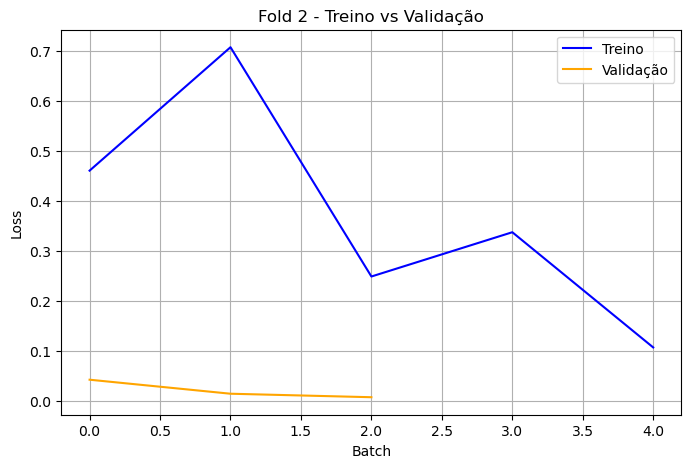 Fold 2 - Treino vs Validação
Treino
Validação
Loss
0.7
0.6
0.5
0.4
0.3
0.2
0.1
0.0
0.0 0.5 1.0 1.5 2.0 2.5 3.0 3.5 4.0
Batch